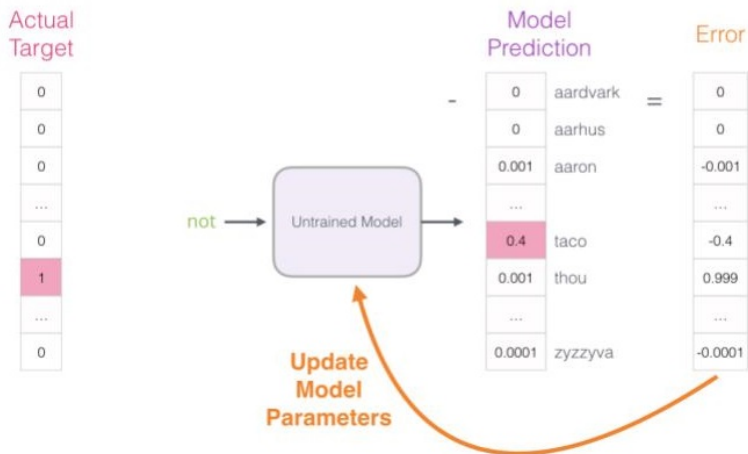 Actual
Target
Model
Prediction
Error
0 - 0 aardvark = 0
0 0 aarhus 0
0 0.001 aaron -0.001
... ... ...
not Untrained Model
0 0.4 taco -0.4
1 0.001 thou 0.999
... ... ...
0 0.0001 zyzzyva -0.0001
Update
Model
Parameters